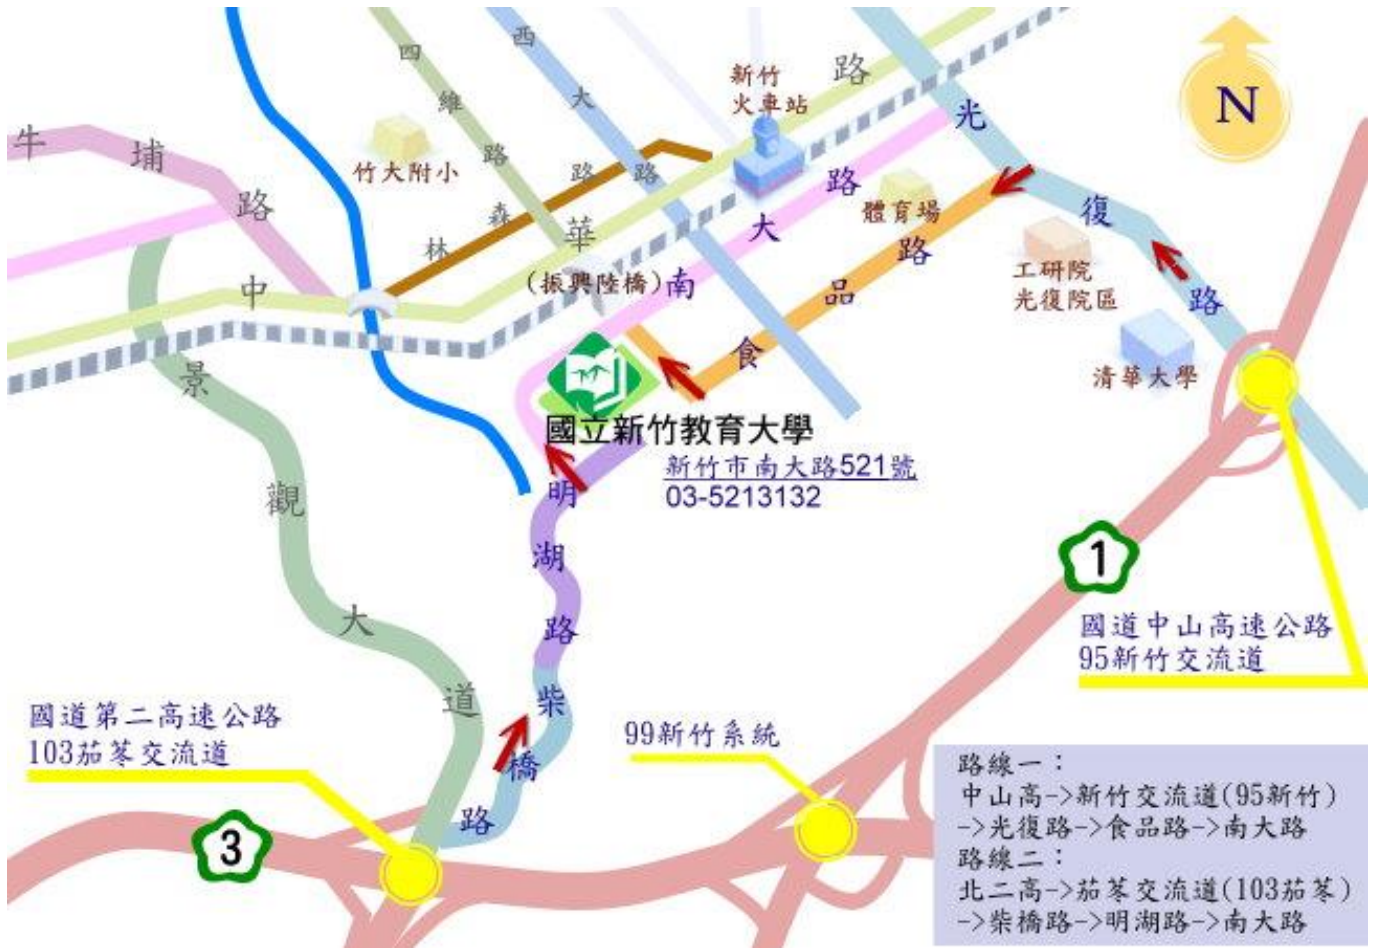 四維路
西大路
新竹
火車站
中華路
N
光復路
牛埔路
竹大附小
林森路
(振興陸橋)
南大路
體育場
食品路
工研院
光復院區
清華大學
景觀大道
國立新竹教育大學
新竹市南大路521號
03-5213132
明湖路
1
國道中山高速公路
95新竹交流道
柴橋路
國道第二高速公路
103茄苳交流道
99新竹系統
3
路線一：
中山高->新竹交流道(95新竹)
->光復路->食品路->南大路
路線二：
北二高->茄苳交流道(103茄苳)
->柴橋路->明湖路->南大路